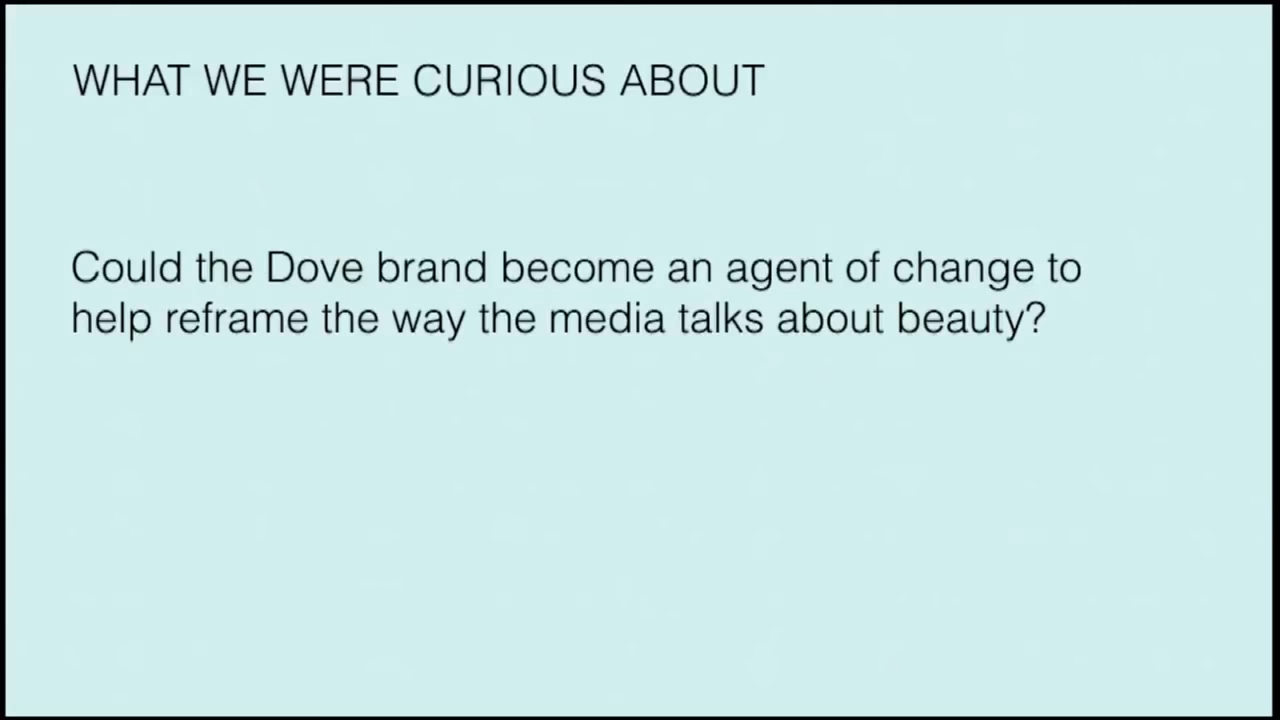 WHAT WE WERE CURIOUS ABOUT
Could the Dove brand become an agent of change to
help reframe the way the media talks about beauty?